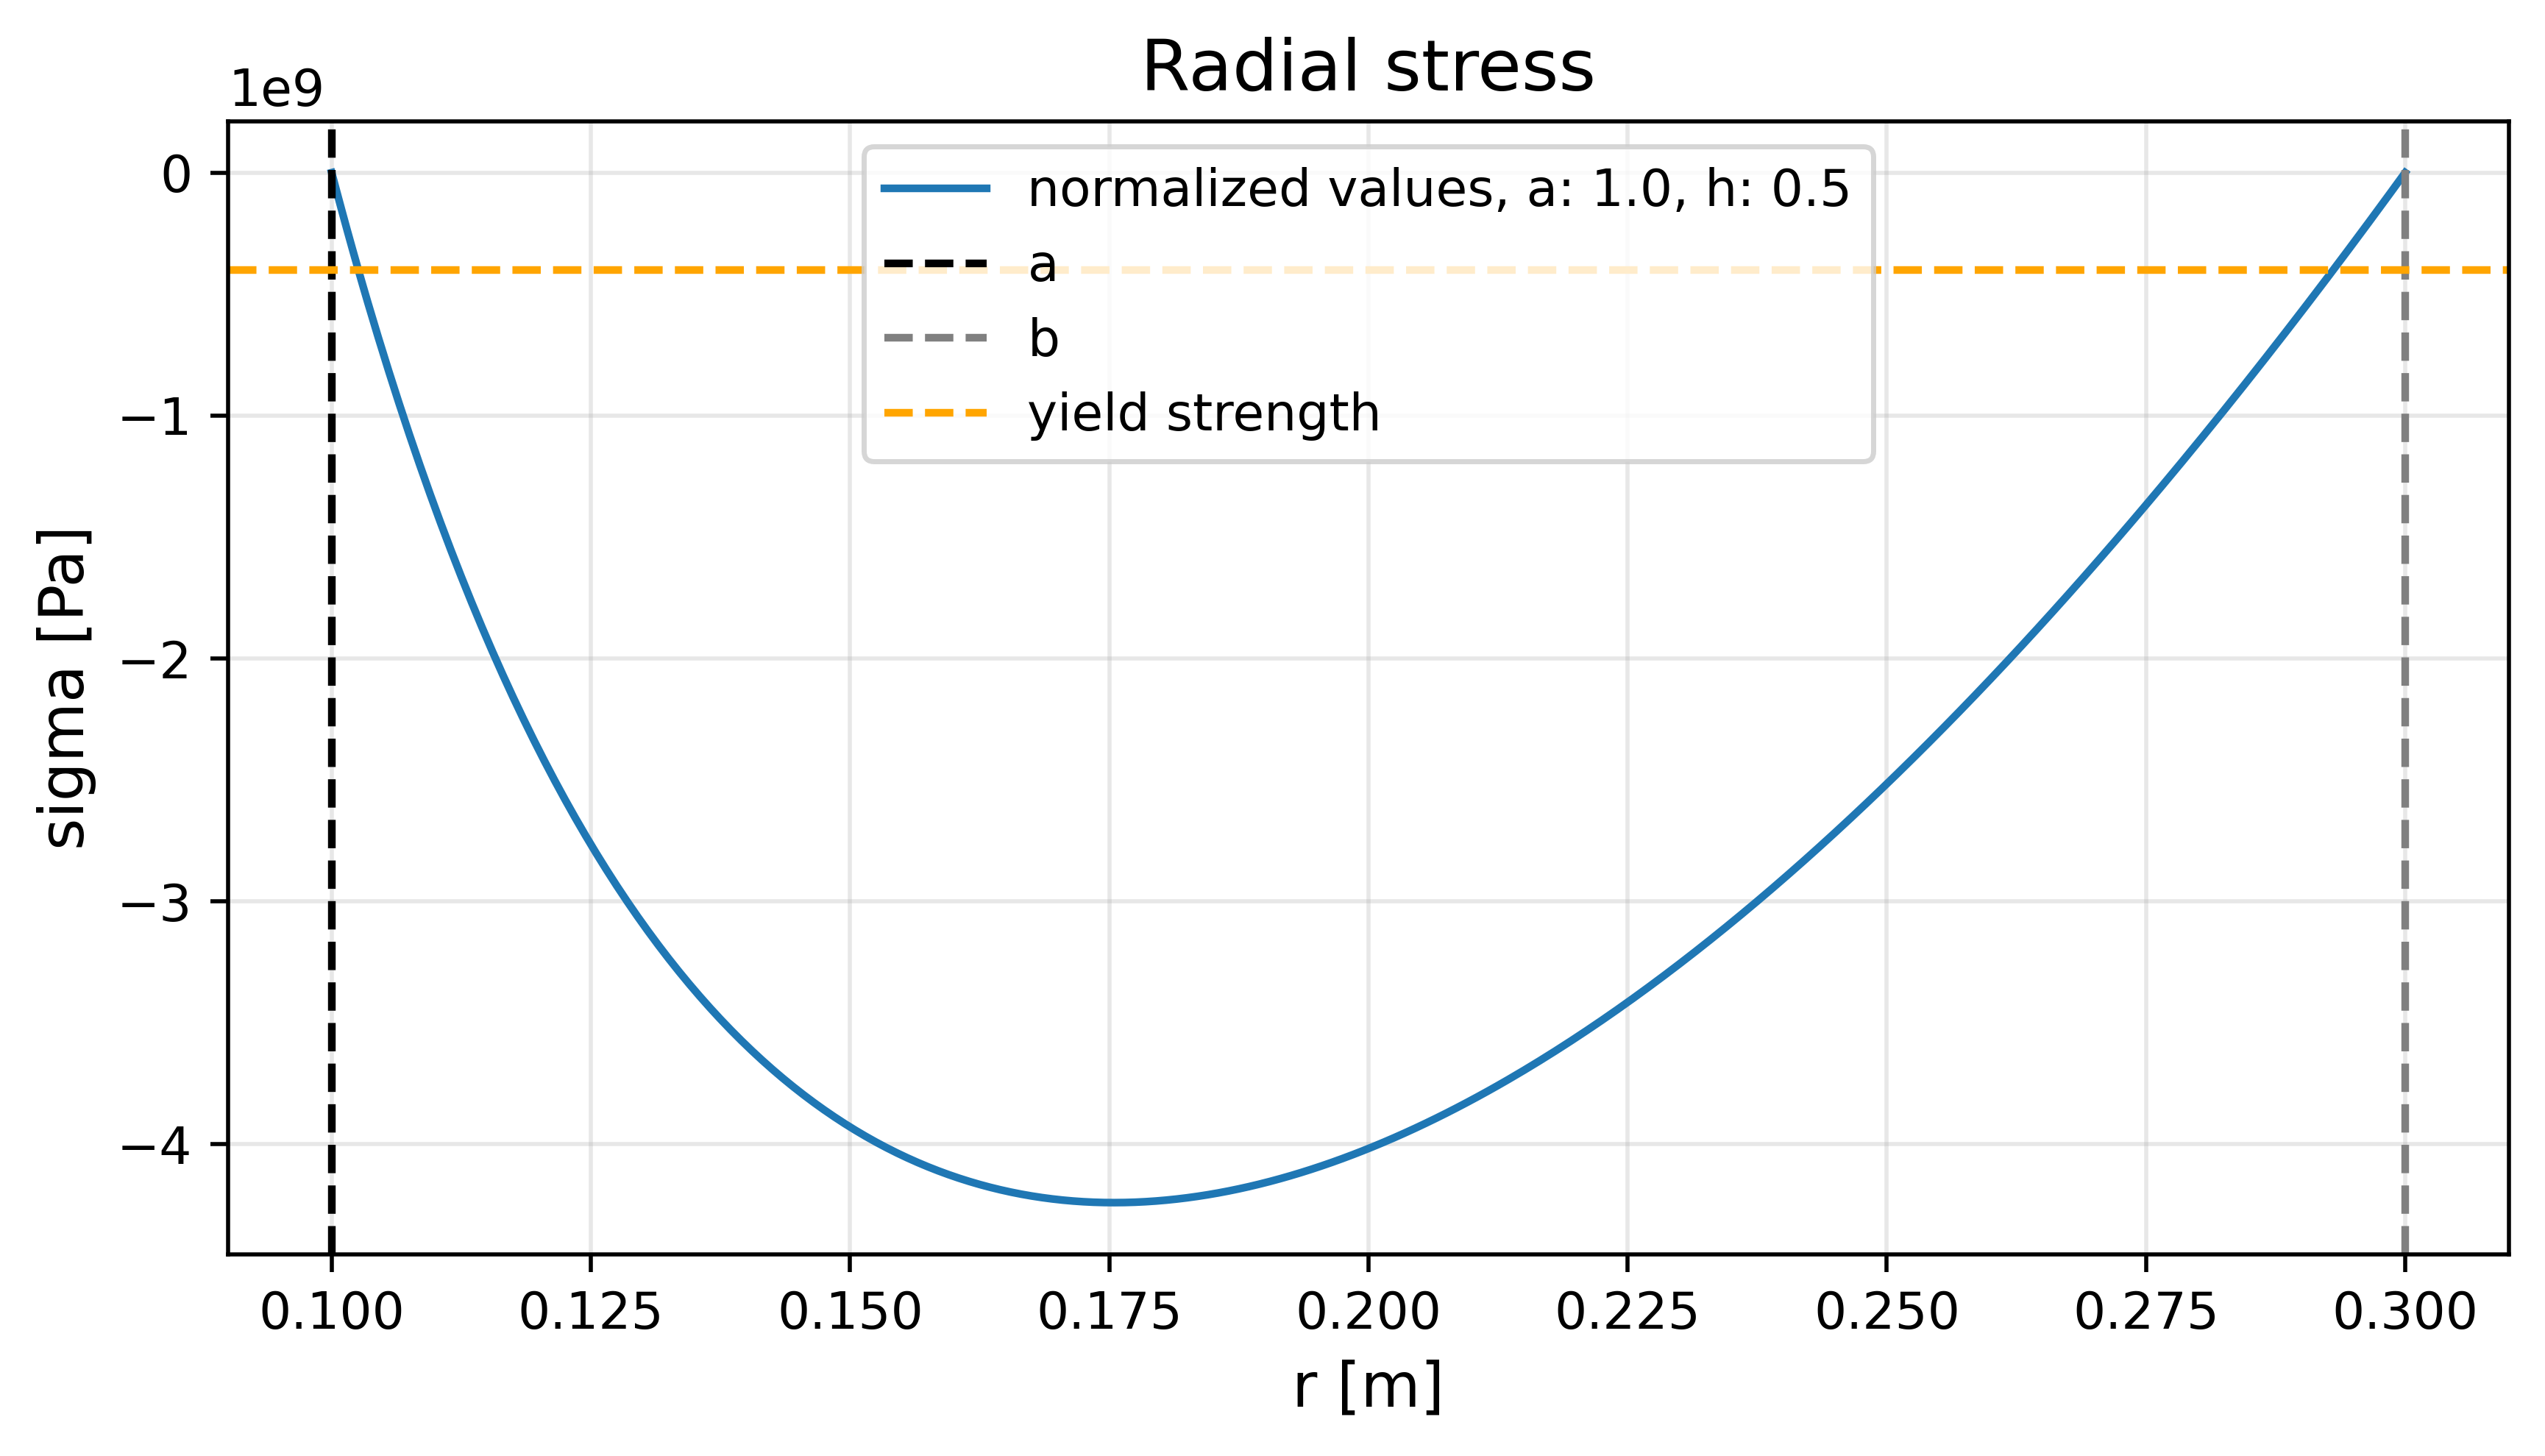 Radial stress
1e9
normalized values, a: 1.0, h: 0.5
a
b
yield strength
0
−1
−2
−3
−4
sigma [Pa]
0.100 0.125 0.150 0.175 0.200 0.225 0.250 0.275 0.300
r [m]